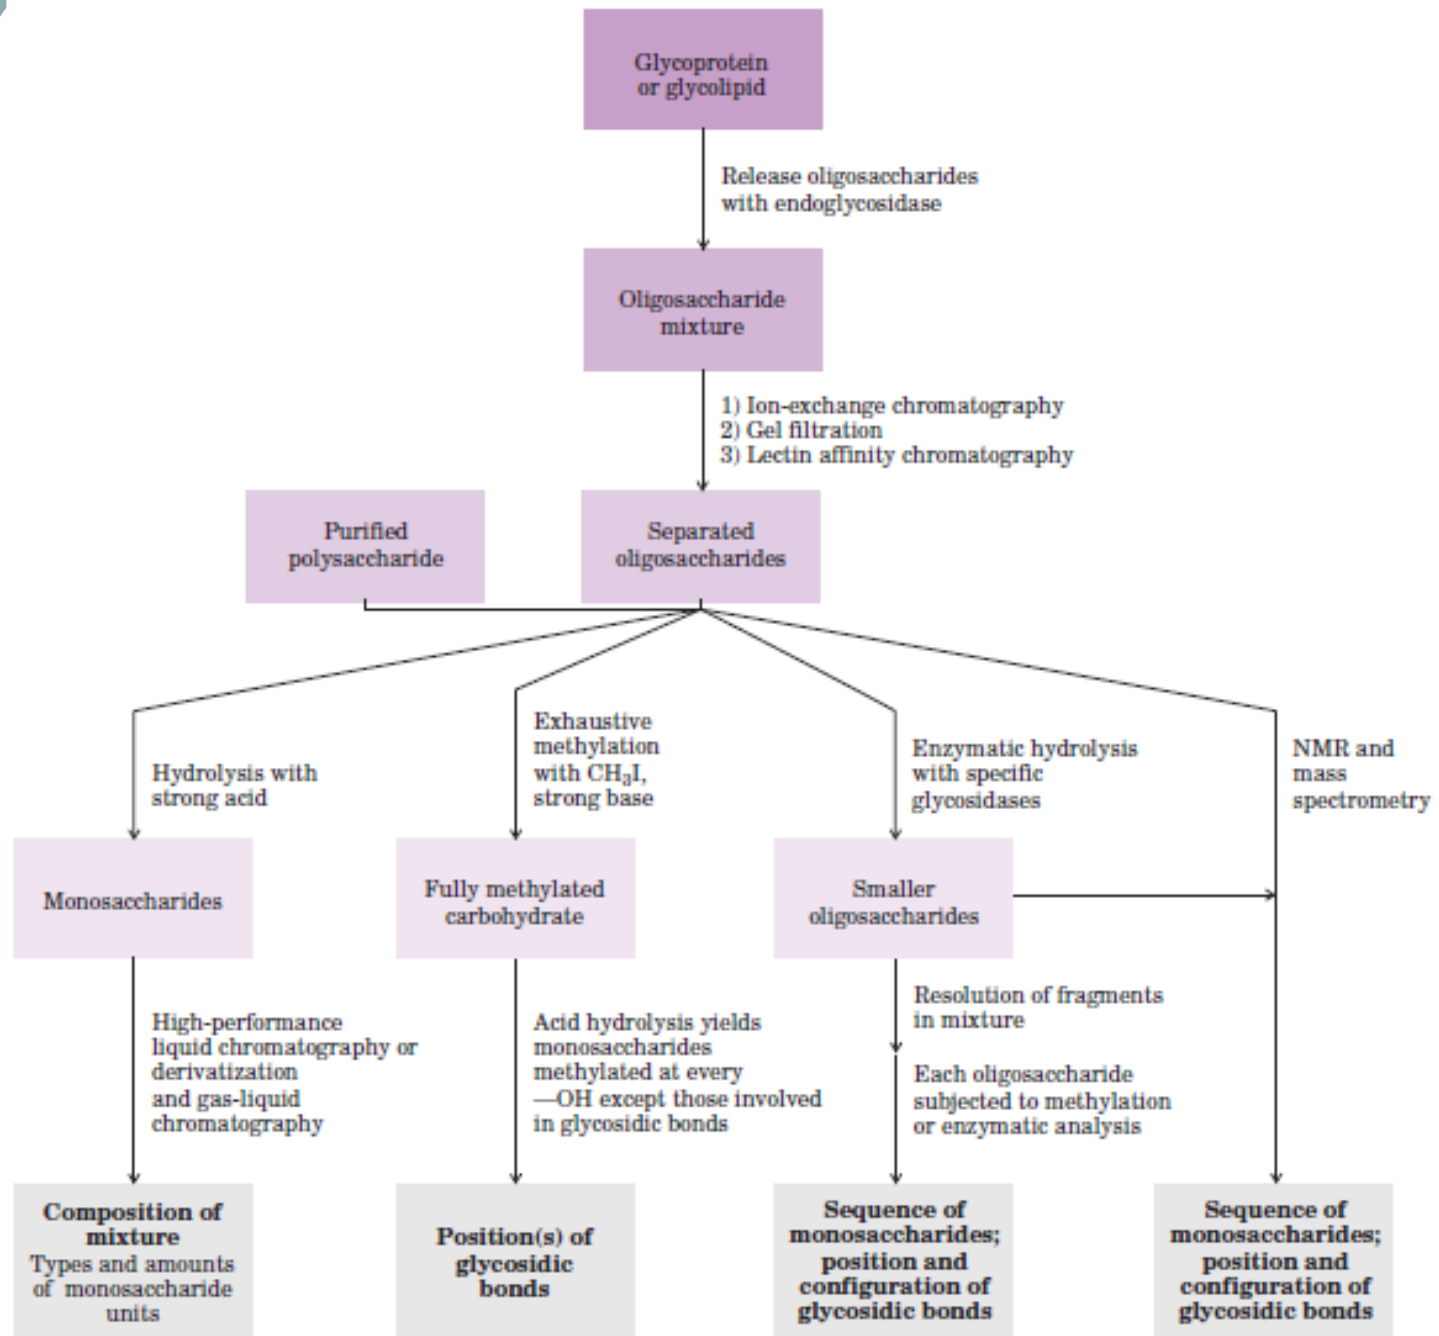 Glycoprotein
or glycolipid
Release oligosaccharides
with endoglycosidase
Oligosaccharide
mixture
1) Ion-exchange chromatography
2) Gel filtration
3) Lectin affinity chromatography
Purified
polysaccharide
Separated
oligosaccharides
Hydrolysis with
strong acid
Exhaustive
methylation
with CH₃I,
strong base
Enzymatic hydrolysis
with specific
glycosidases
NMR and
mass
spectrometry
Monosaccharides
Fully methylated
carbohydrate
Smaller
oligosaccharides
High-performance
liquid chromatography or
derivatization
and gas-liquid
chromatography
Acid hydrolysis yields
monosaccharides
methylated at every
—OH except those involved
in glycosidic bonds
Resolution of fragments
in mixture
Each oligosaccharide
subjected to methylation
or enzymatic analysis
Composition of
mixture
Types and amounts
of monosaccharide
units
Position(s) of
glycosidic
bonds
Sequence of
monosaccharides;
position and
configuration of
glycosidic bonds
Sequence of
monosaccharides;
position and
configuration of
glycosidic bonds